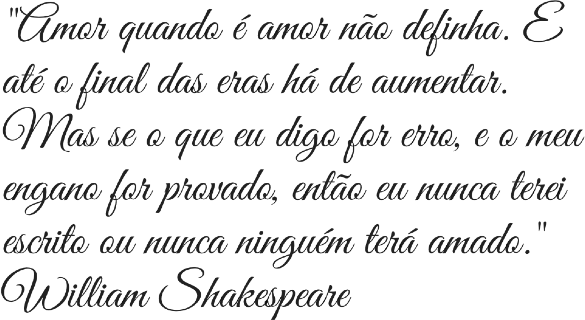 "Amor quando é amor não definha. E
até o final das eras há de aumentar.
Mas se o que eu digo for erro, e o meu
engano for provado, então eu nunca terei
escrito ou nunca ninguém terá amado."
William Shakespeare